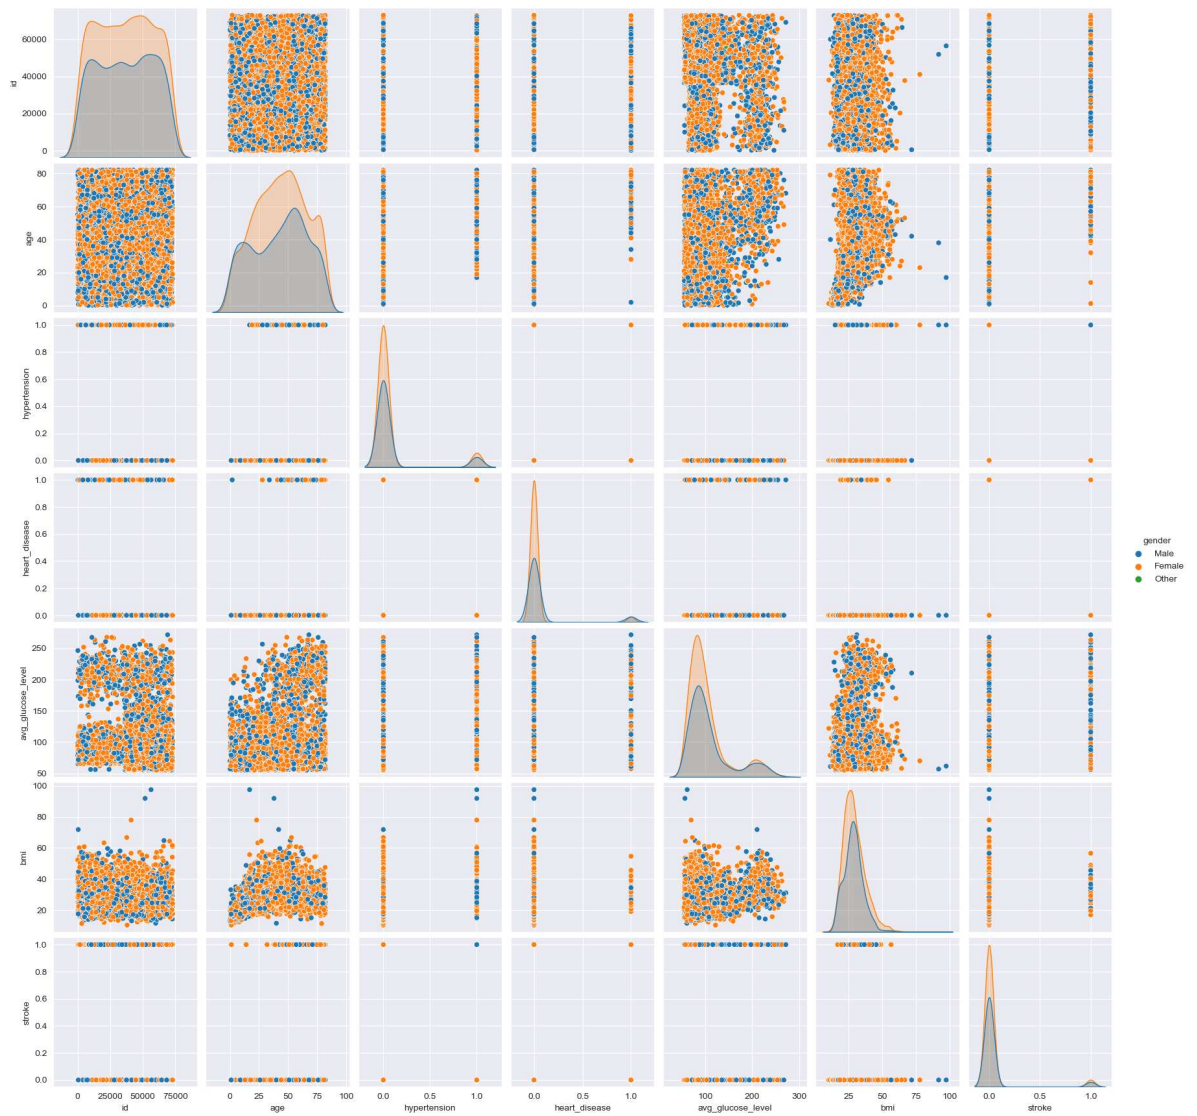 60000
40000
20000
0
id
80
60
40
20
0
age
1.0
0.8
0.6
0.4
0.2
0.0
hypertension
1.0
0.8
0.6
0.4
0.2
0.0
heart_disease
gender
Male
Female
Other
250
200
150
100
50
avg_glucose_level
100
80
60
40
20
bmi
1.0
0.8
0.6
0.4
0.2
0.0
stroke
0 25000 50000 75000
0 25 50 75 100
0.0 0.5 1.0
0.0 0.5 1.0
100 200 300
25 50 75 100
0.0 0.5 1.0
id age hypertension heart_disease avg_glucose_level bmi stroke